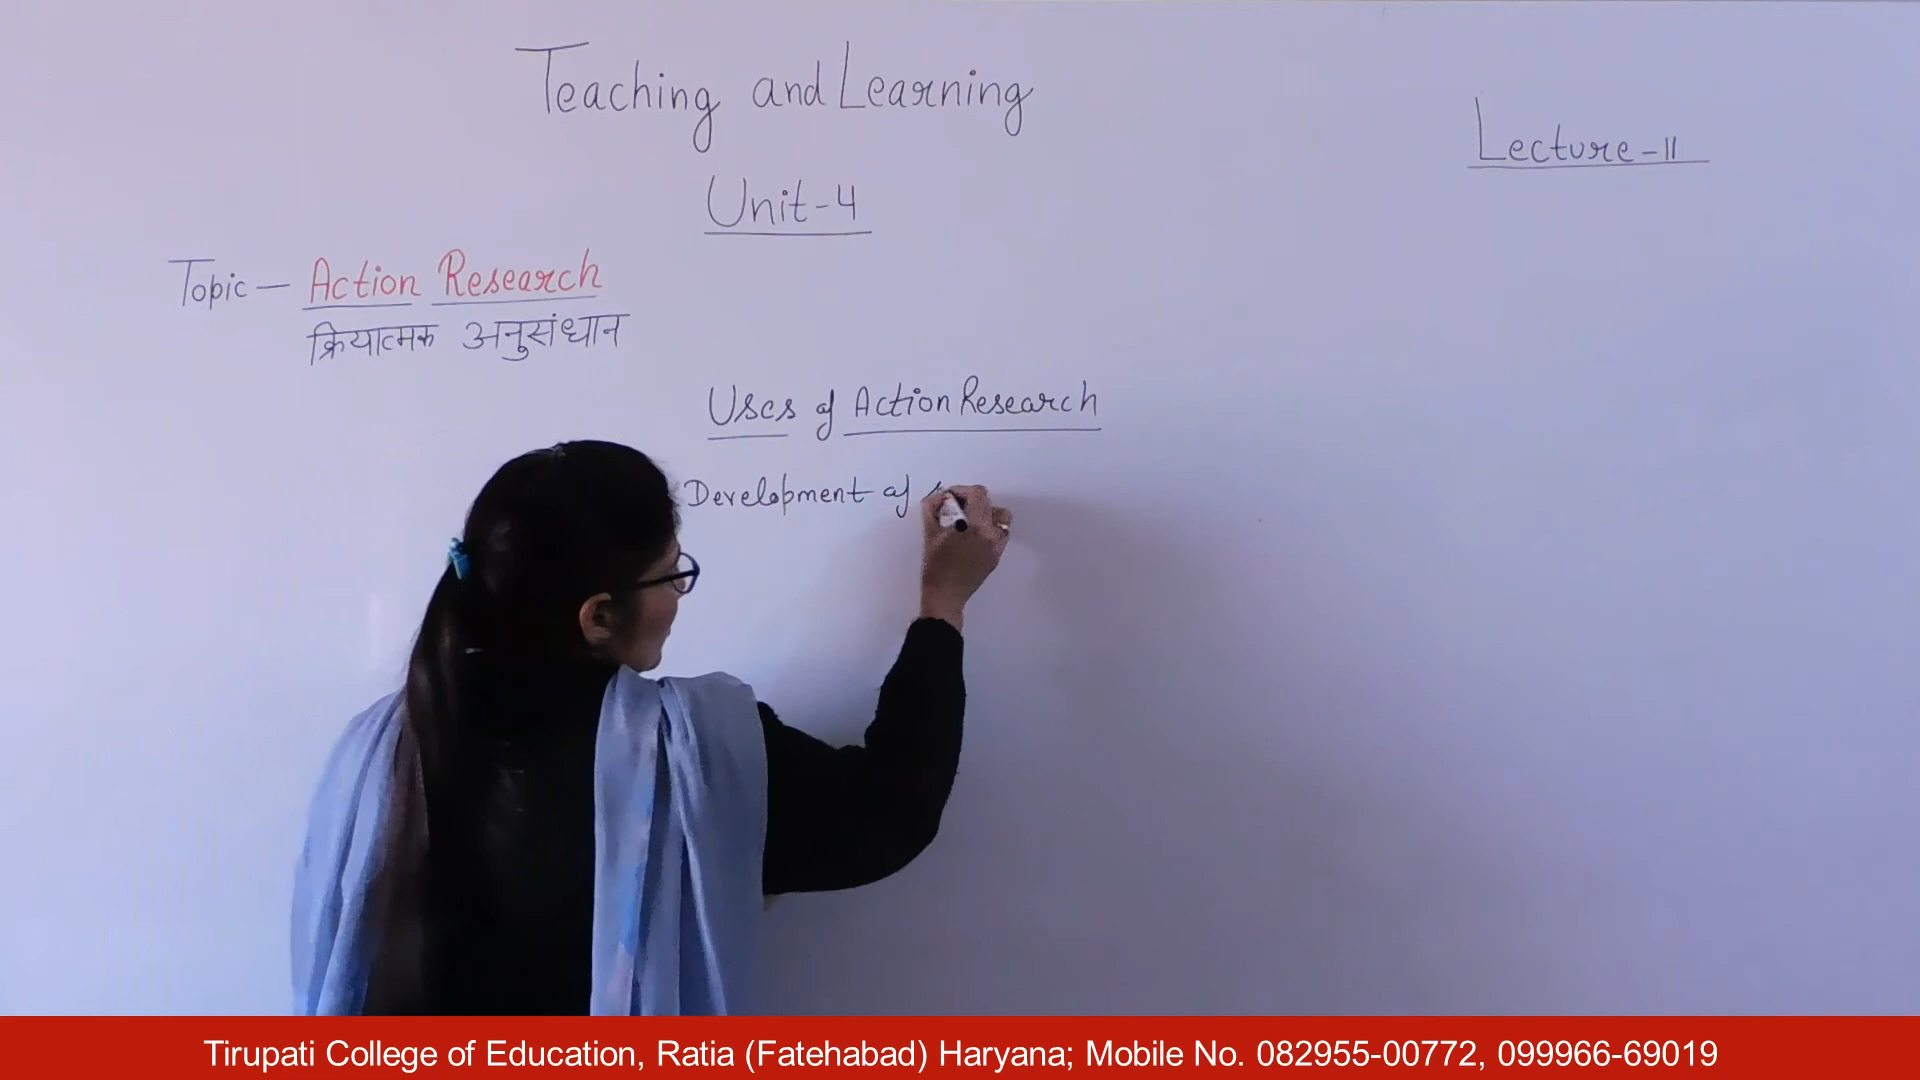 Teaching and Learning
Lecture-11
Unit-4
Topic — Action Research
क्रियात्मक अनुसंधान
Uses of Action Research
Development of
Tirupati College of Education, Ratia (Fatehabad) Haryana; Mobile No. 082955-00772, 099966-69019